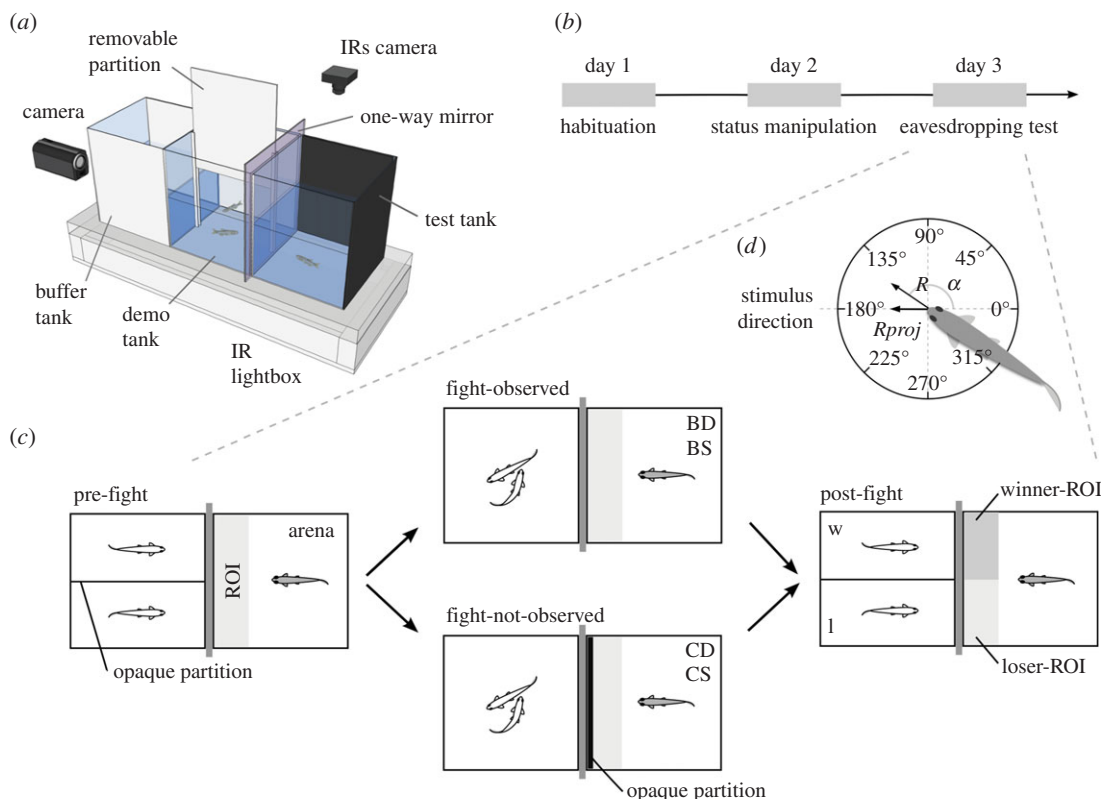 (a)
removable
partition
IRs camera
camera
one-way mirror
test tank
buffer
tank
demo
tank
IR
lightbox
(b)
day 1
day 2
day 3
habituation
status manipulation
eavesdropping test
(d)
90°
135°
45°
R
α
stimulus
direction
180°
0°
Rproj
225°
315°
270°
(c)
pre-fight
arena
ROI
opaque partition
fight-observed
BD
BS
fight-not-observed
CD
CS
opaque partition
post-fight
w
l
winner-ROI
loser-ROI